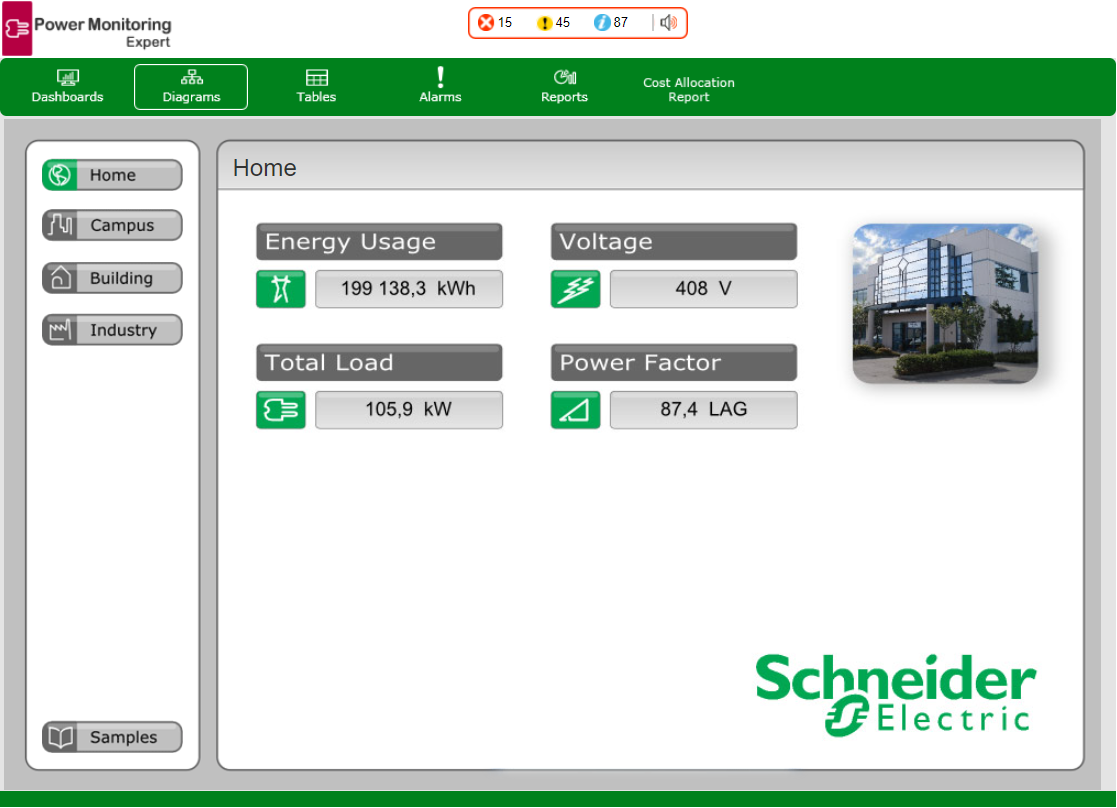 Power Monitoring
Expert
15 45 87
Dashboards
Diagrams
Tables
Alarms
Reports
Cost Allocation
Report
Home
Campus
Building
Industry
Samples
Home
Energy Usage
199 138,3 kWh
Voltage
408 V
Total Load
105,9 kW
Power Factor
87,4 LAG
Schneider
Electric